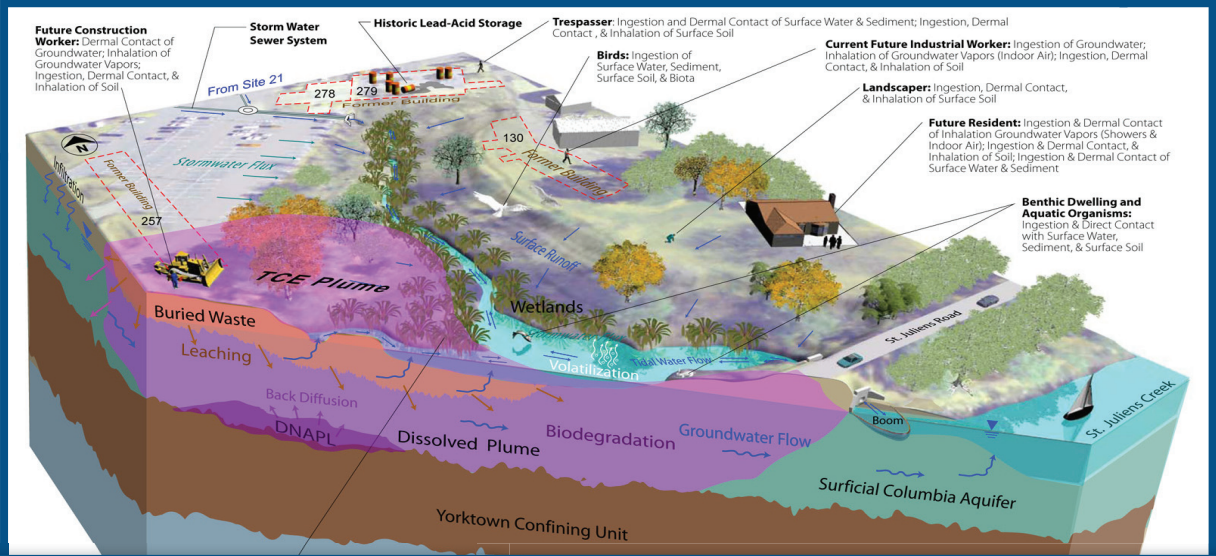 Future Construction
Worker: Dermal Contact of
Groundwater; Inhalation of
Groundwater Vapors;
Ingestion, Dermal Contact, &
Inhalation of Soil
Storm Water
Sewer System
Historic Lead-Acid Storage
Trespasser: Ingestion and Dermal Contact of Surface Water & Sediment; Ingestion, Dermal
Contact , & Inhalation of Surface Soil
Birds: Ingestion of
Surface Water, Sediment,
Surface Soil, & Biota
Current Future Industrial Worker: Ingestion of Groundwater;
Inhalation of Groundwater Vapors (Indoor Air); Ingestion, Dermal
Contact, & Inhalation of Soil
Landscaper: Ingestion, Dermal Contact,
& Inhalation of Surface Soil
Future Resident: Ingestion & Dermal Contact
of Inhalation Groundwater Vapors (Showers &
Indoor Air); Ingestion & Dermal Contact, &
Inhalation of Soil; Ingestion & Dermal Contact of
Surface Water & Sediment
Benthic Dwelling and
Aquatic Organisms:
Ingestion & Direct Contact
with Surface Water,
Sediment, & Surface Soil
From Site 21
278
279
Former Building
130
Former Building
N
Infiltration
Stormwater Flux
Former Building
257
Surface Runoff
TCE Plume
Wetlands
Buried Waste
Leaching
Volatilization
Tidal Water Flow
St. Juliens Road
St. Juliens Creek
Boom
Back Diffusion
DNAPL
Dissolved Plume
Biodegradation
Groundwater Flow
Surficial Columbia Aquifer
Yorktown Confining Unit